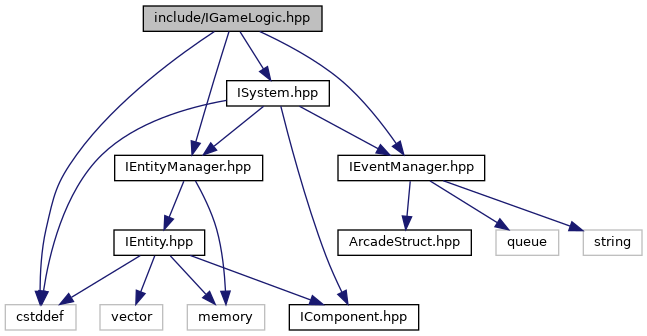 include/IGameLogic.hpp
ISystem.hpp
IEntityManager.hpp
IEventManager.hpp
IEntity.hpp
ArcadeStruct.hpp
queue
string
cstddef
vector
memory
IComponent.hpp